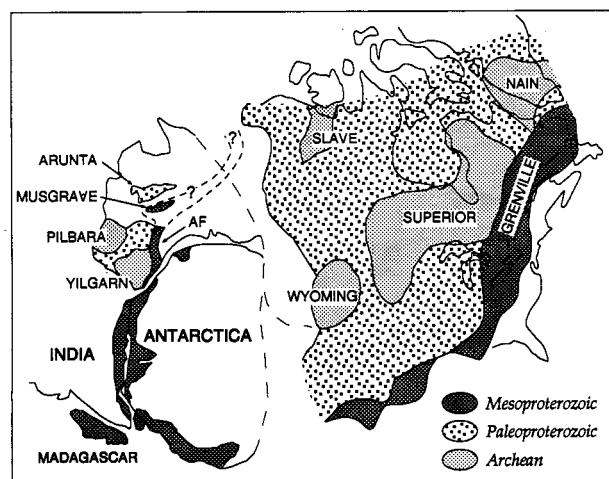 NAIN
SLAVE
ARUNTA
MUSGRAVE
?
?
GRENVILLE
SUPERIOR
PILBARA
AF
YILGARN
WYOMING
ANTARCTICA
INDIA
MADAGASCAR
Mesoproterozoic
Paleoproterozoic
Archean